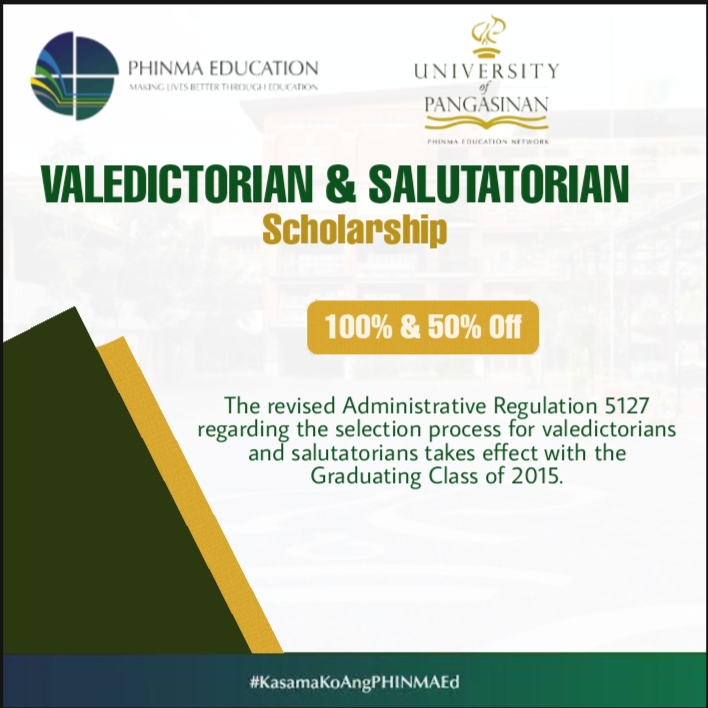 PHINMA EDUCATION
MAKING LIVES BETTER THROUGH EDUCATION
UNIVERSITY
of
PANGASINAN
PHINMA EDUCATION NETWORK
VALEDICTORIAN & SALUTATORIAN
Scholarship
100% & 50% Off
The revised Administrative Regulation 5127
regarding the selection process for valedictorians
and salutatorians takes effect with the
Graduating Class of 2015.
#KasamaKoAngPHINMAEd